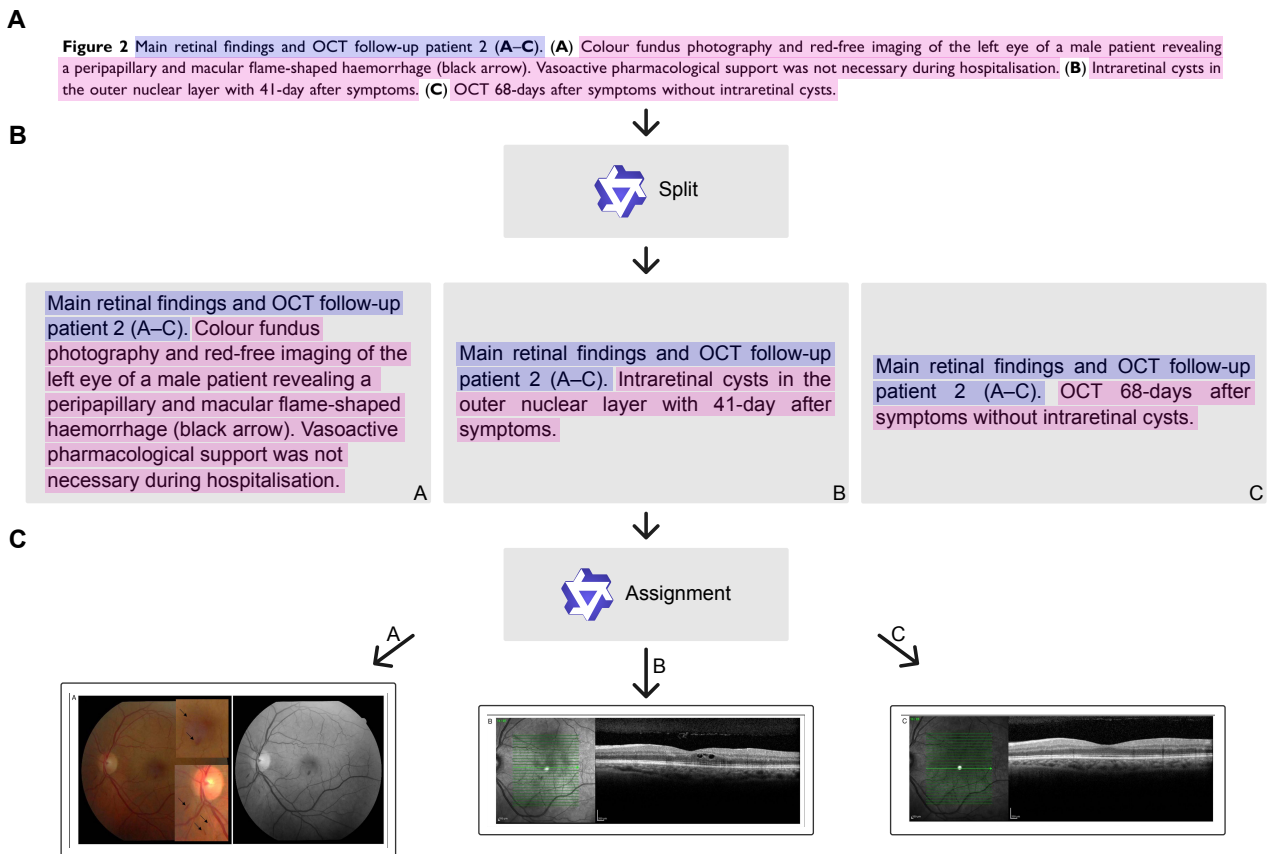 A
Figure 2 Main retinal findings and OCT follow-up patient 2 (A–C). (A) Colour fundus photography and red-free imaging of the left eye of a male patient revealing
a peripapillary and macular flame-shaped haemorrhage (black arrow). Vasoactive pharmacological support was not necessary during hospitalisation. (B) Intraretinal cysts in
the outer nuclear layer with 41-day after symptoms. (C) OCT 68-days after symptoms without intraretinal cysts.
B
Split
Main retinal findings and OCT follow-up
patient 2 (A–C). Colour fundus
photography and red-free imaging of the
left eye of a male patient revealing a
peripapillary and macular flame-shaped
haemorrhage (black arrow). Vasoactive
pharmacological support was not
necessary during hospitalisation.
A
Main retinal findings and OCT follow-up
patient 2 (A–C). Intraretinal cysts in the
outer nuclear layer with 41-day after
symptoms.
B
Main retinal findings and OCT follow-up
patient 2 (A–C). OCT 68-days after
symptoms without intraretinal cysts.
C
C
Assignment
A
B
C
A
B
C